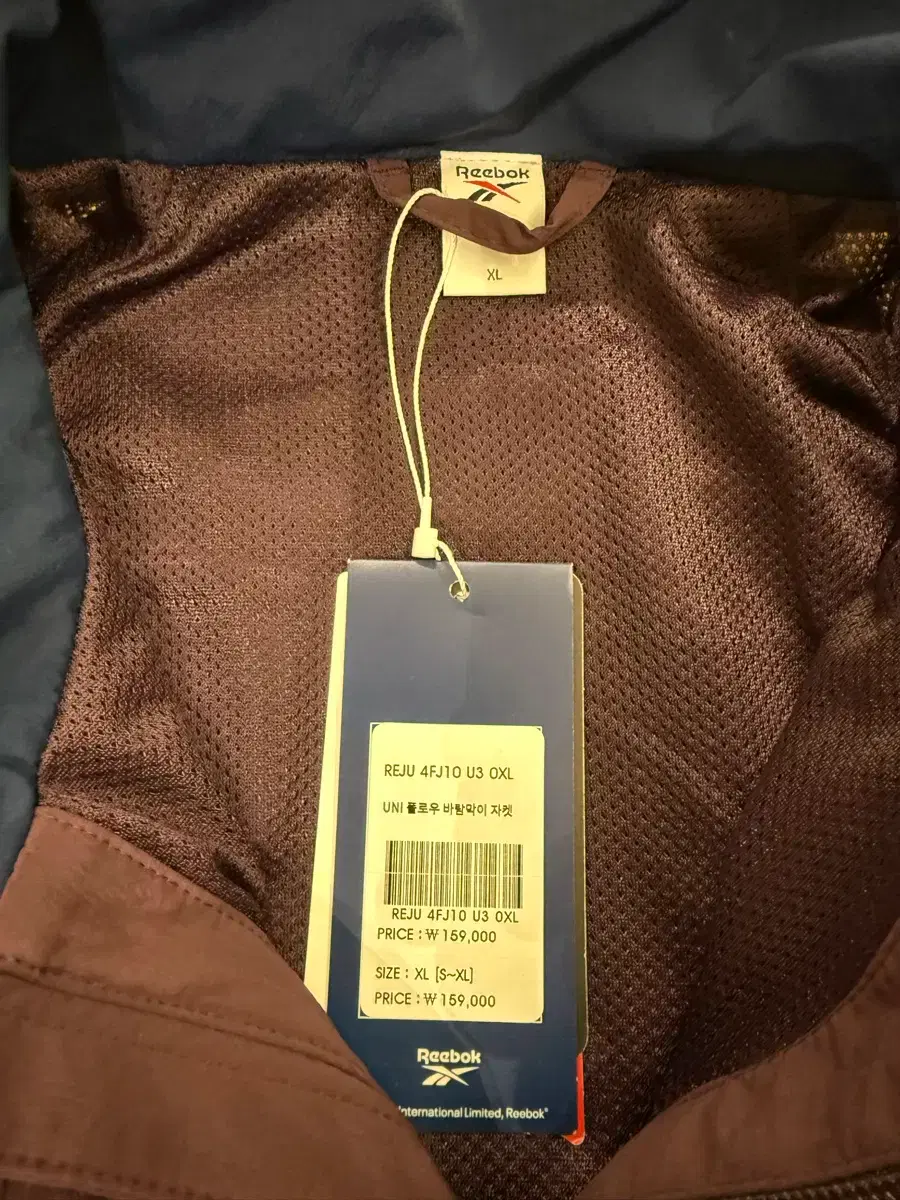 Reebok
XL
REJU 4FJ10 U3 0XL
UNI 플로우 바람막이 자켓
REJU 4FJ10 U3 0XL
PRICE : ₩ 159,000
SIZE : XL [S~XL]
PRICE : ₩ 159,000
Reebok
International Limited, Reebok"